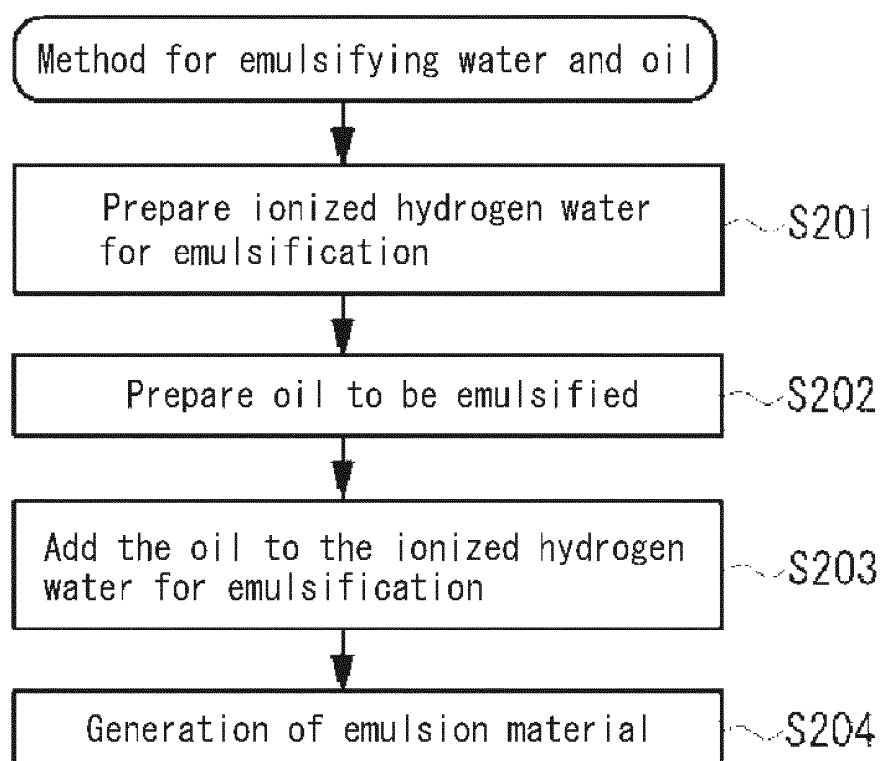 Method for emulsifying water and oil
Prepare ionized hydrogen water
for emulsification
S201
Prepare oil to be emulsified
S202
Add the oil to the ionized hydrogen
water for emulsification
S203
Generation of emulsion material
S204